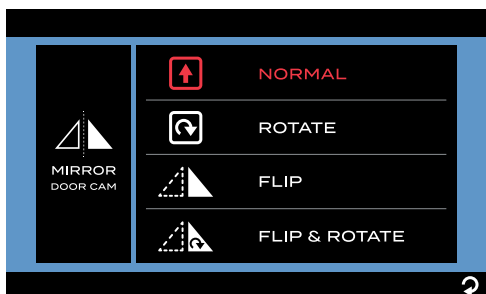 MIRROR
DOOR CAM
NORMAL
ROTATE
FLIP
FLIP & ROTATE